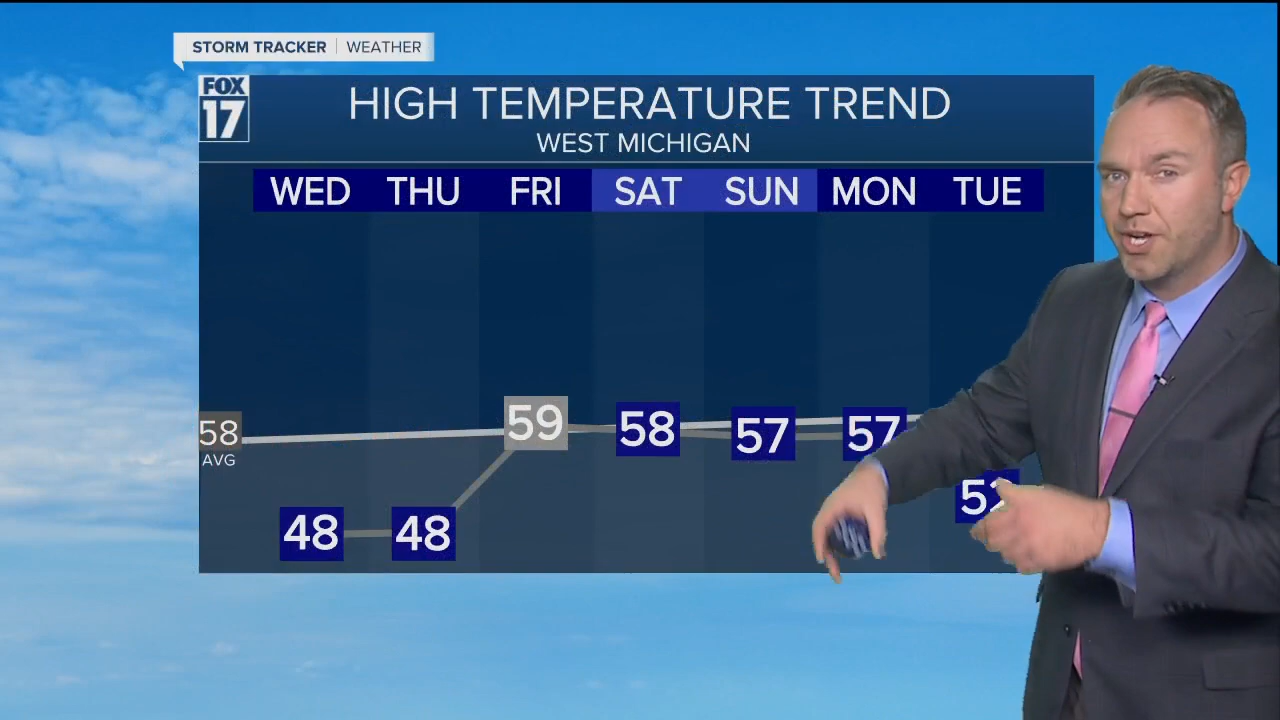 STORM TRACKER | WEATHER
FOX
17
HIGH TEMPERATURE TREND
WEST MICHIGAN
WED THU FRI SAT SUN MON TUE
58
AVG
59 58 57 57
48 48